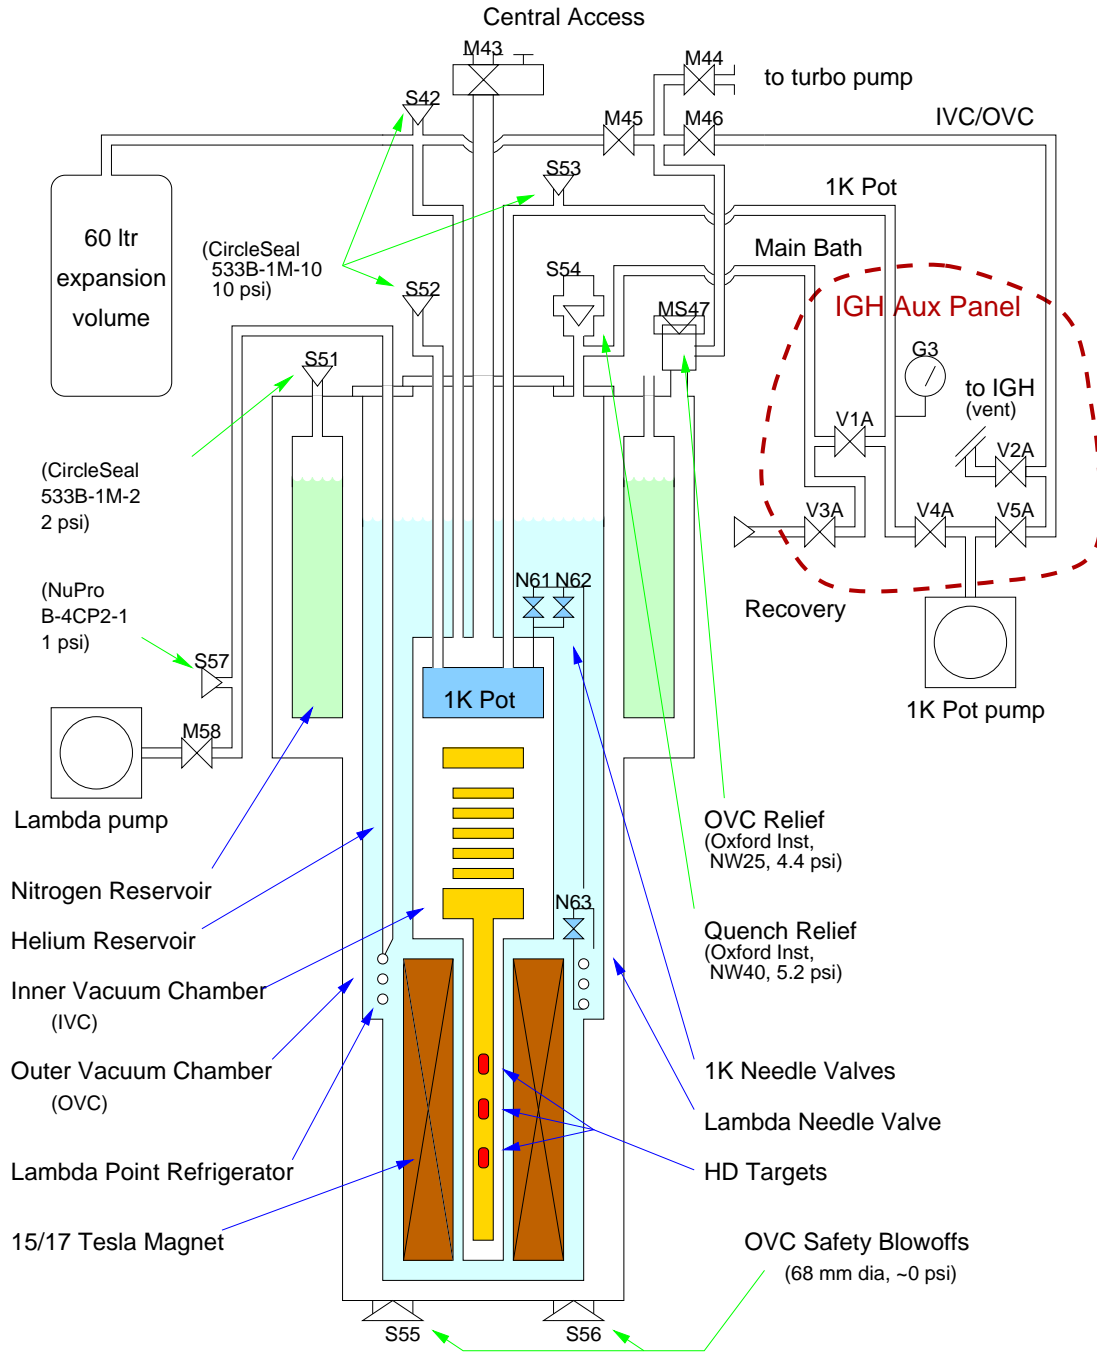 Central Access
M43
M44
to turbo pump
S42
M45
M46
IVC/OVC
S53
1K Pot
60 ltr
expansion
volume
(CircleSeal
533B-1M-10
10 psi)
Main Bath
S54
S52
MS47
IGH Aux Panel
S51
G3
to IGH
(vent)
V1A
V2A
(CircleSeal
533B-1M-2
2 psi)
V3A
V4A
V5A
N61
N62
(NuPro
B-4CP2-1
1 psi)
Recovery
S57
1K Pot
1K Pot pump
M58
Lambda pump
OVC Relief
(Oxford Inst,
NW25, 4.4 psi)
Nitrogen Reservoir
N63
Helium Reservoir
Quench Relief
(Oxford Inst,
NW40, 5.2 psi)
Inner Vacuum Chamber
(IVC)
Outer Vacuum Chamber
(OVC)
1K Needle Valves
Lambda Needle Valve
Lambda Point Refrigerator
HD Targets
15/17 Tesla Magnet
OVC Safety Blowoffs
(68 mm dia, ~0 psi)
S55
S56